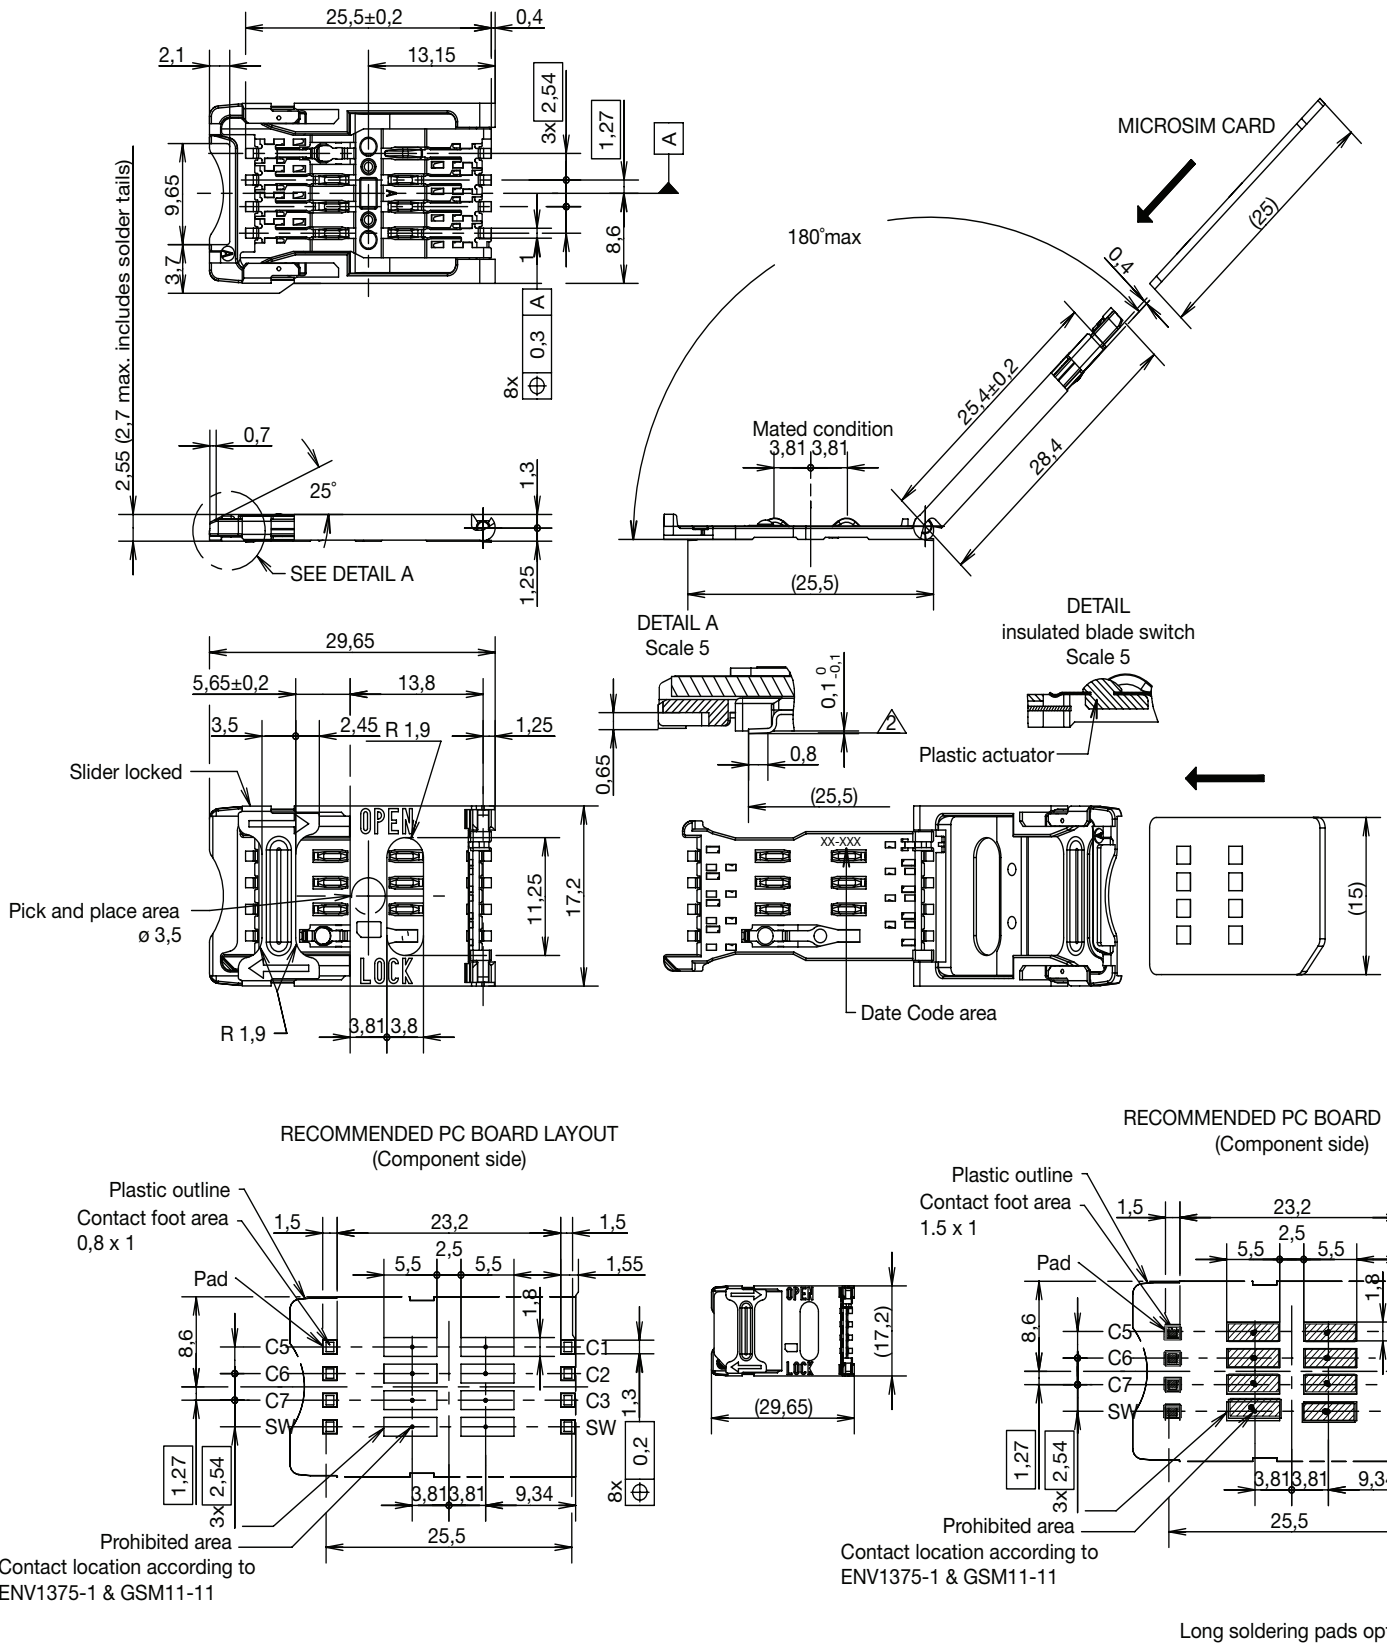 25,5±0,2
0,4
2,1
13,15
3x 2,54
1,27
A
9,65
3,7
8,6
1
A
A
8x ⌖ 0,3 A
2,55 (2,7 max. includes solder tails)
MICROSIM CARD
(25)
180°max
0,4
25,4±0,2
28,4
Mated condition
3,81 3,81
(25,5)
0,7
25°
1,3
1,25
SEE DETAIL A
29,65
5,65±0,2
13,8
3,5
2,45
R 1,9
1,25
Slider locked
OPEN
LOCK
Pick and place area
ø 3,5
11,25
17,2
R 1,9
3,81 3,8
DETAIL A
Scale 5
0,1 0 -0,1
2
0,65
0,8
(25,5)
DETAIL
insulated blade switch
Scale 5
Plastic actuator
XX-XXX
Date Code area
(15)
RECOMMENDED PC BOARD LAYOUT
(Component side)
Plastic outline
Contact foot area
0,8 x 1
Pad
1,5
23,2
1,5
5,5
2,5
5,5
1,55
1,8
8,6
C5
C6
C7
SW
C1
C2
C3
SW
1,3
8x ⌖ 0,2
1,27
3x 2,54
3,81 3,81
9,34
25,5
Prohibited area
Contact location according to
ENV1375-1 & GSM11-11
OPEN
LOCK
(17,2)
(29,65)
RECOMMENDED PC BOARD
(Component side)
Plastic outline
Contact foot area
1.5 x 1
Pad
1,5
23,2
5,5
2,5
5,5
1,8
8,6
C5
C6
C7
SW
1,27
3x 2,54
3,81 3,81
9,34
25,5
Prohibited area
Contact location according to
ENV1375-1 & GSM11-11
Long soldering pads opt